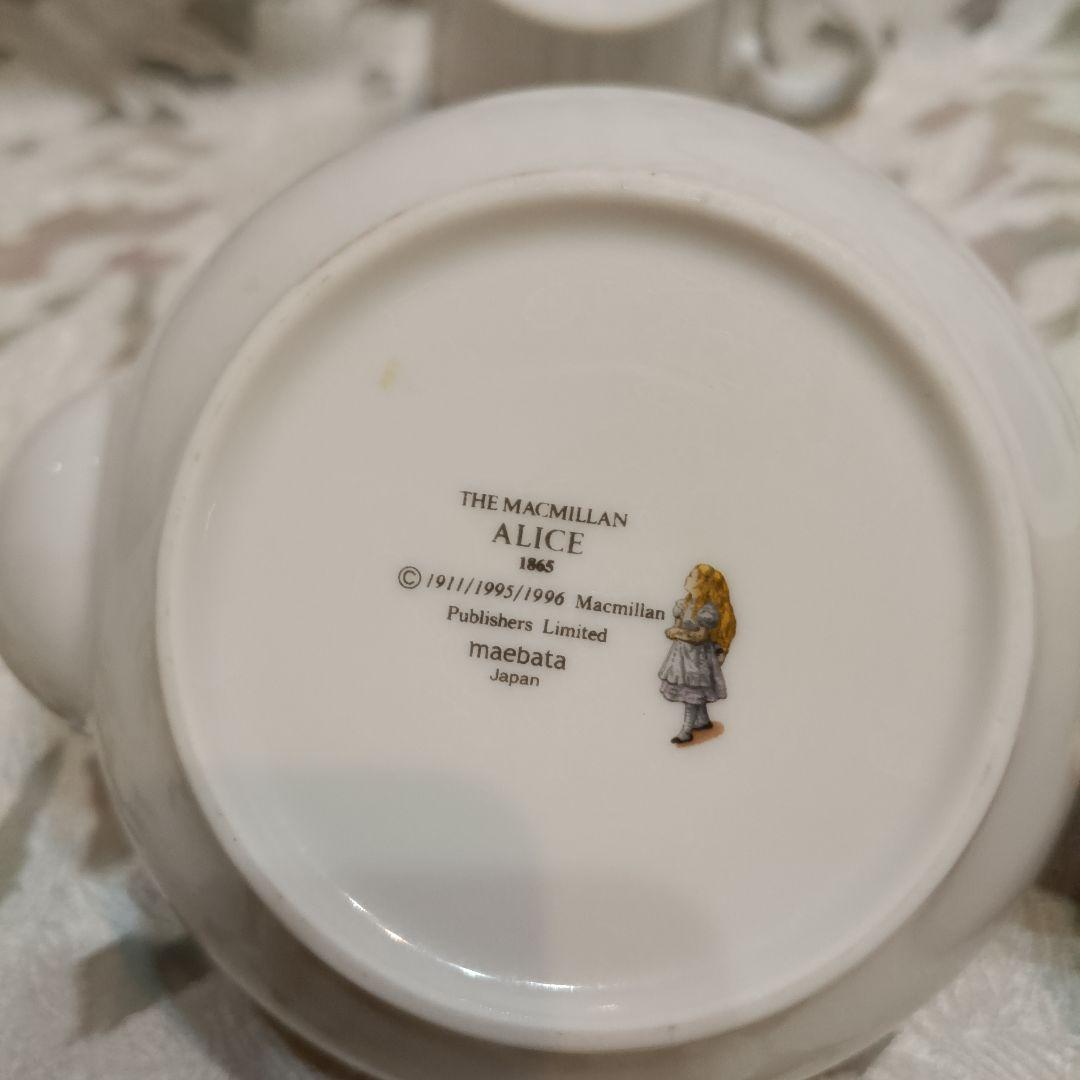 THE MACMILLAN
ALICE
1865
© 1911/1995/1996 Macmillan
Publishers Limited
maebata
Japan